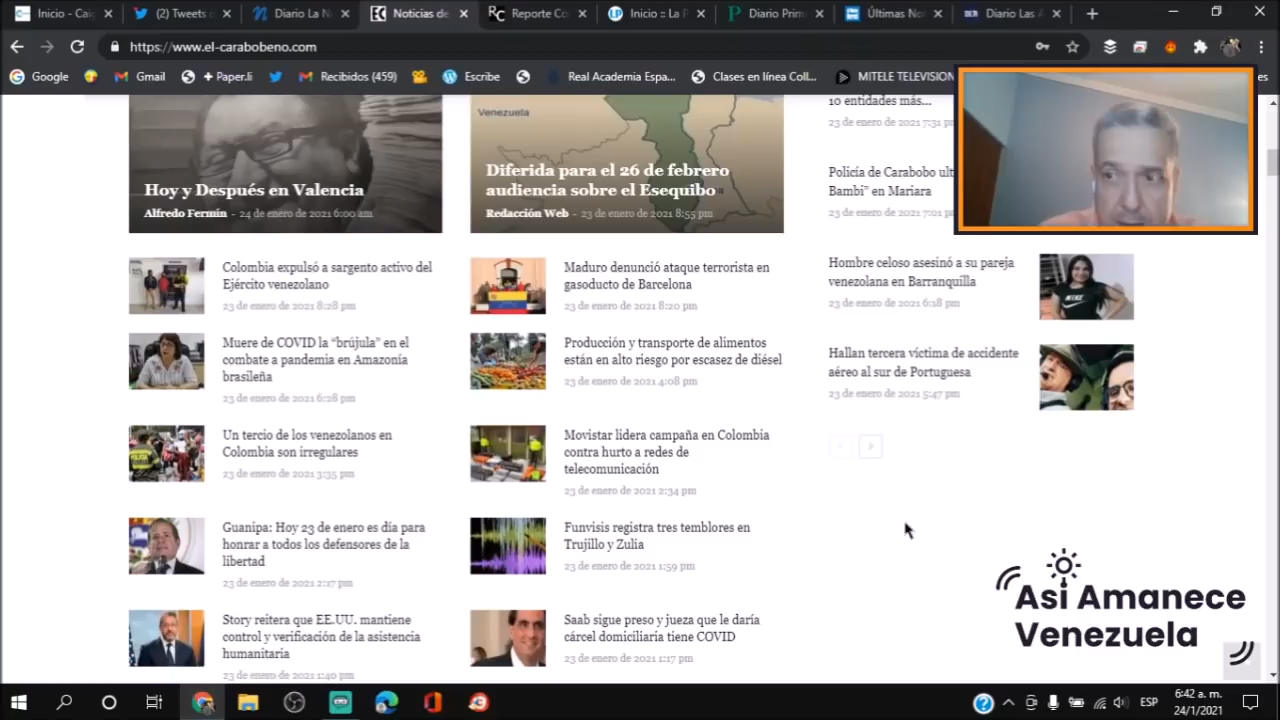 Inicio - Caig
(2) Tweets c
Diario La N
Noticias de
Reporte Co
Inicio :: La P
Diario Prim
Últimas No
Diario Las A
https://www.el-carabobeno.com
Google
Gmail
+ Paper.li
Recibidos (459)
Escribe
Real Academia Espa...
Clases en línea Coll...
MITELE TELEVISION
es
Venezuela
Hoy y Después en Valencia
Alfredo Fermín - 24 de enero de 2021 6:00 am
Diferida para el 26 de febrero
audiencia sobre el Esequibo
Redacción Web - 23 de enero de 2021 8:55 pm
10 entidades más...
23 de enero de 2021 7:31 p
Policía de Carabobo ult
Bambi” en Mariara
23 de enero de 2021 7:01 p
Colombia expulsó a sargento activo del
Ejército venezolano
23 de enero de 2021 8:28 pm
Maduro denunció ataque terrorista en
gasoducto de Barcelona
23 de enero de 2021 8:20 pm
Hombre celoso asesinó a su pareja
venezolana en Barranquilla
23 de enero de 2021 6:18 pm
Muere de COVID la “brújula” en el
combate a pandemia en Amazonía
brasileña
23 de enero de 2021 6:28 pm
Producción y transporte de alimentos
están en alto riesgo por escasez de diésel
23 de enero de 2021 4:08 pm
Hallan tercera víctima de accidente
aéreo al sur de Portuguesa
23 de enero de 2021 5:47 pm
Un tercio de los venezolanos en
Colombia son irregulares
23 de enero de 2021 3:35 pm
Movistar lidera campaña en Colombia
contra hurto a redes de
telecomunicación
23 de enero de 2021 2:34 pm
Guanipa: Hoy 23 de enero es día para
honrar a todos los defensores de la
libertad
23 de enero de 2021 2:17 pm
Funvisis registra tres temblores en
Trujillo y Zulia
23 de enero de 2021 1:59 pm
Story reitera que EE.UU. mantiene
control y verificación de la asistencia
humanitaria
23 de enero de 2021 1:40 pm
Saab sigue preso y jueza que le daría
cárcel domiciliaria tiene COVID
23 de enero de 2021 1:17 pm
NIKE
Asi Amanece
Venezuela
ESP
6:42 a. m.
24/1/2021